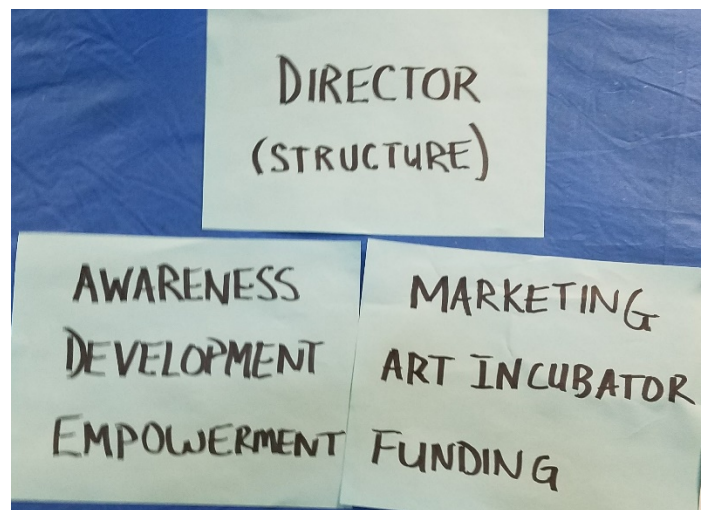 DIRECTOR
(STRUCTURE)
AWARENESS
DEVELOPMENT
EMPOWERMENT
MARKETING
ART INCUBATOR
FUNDING